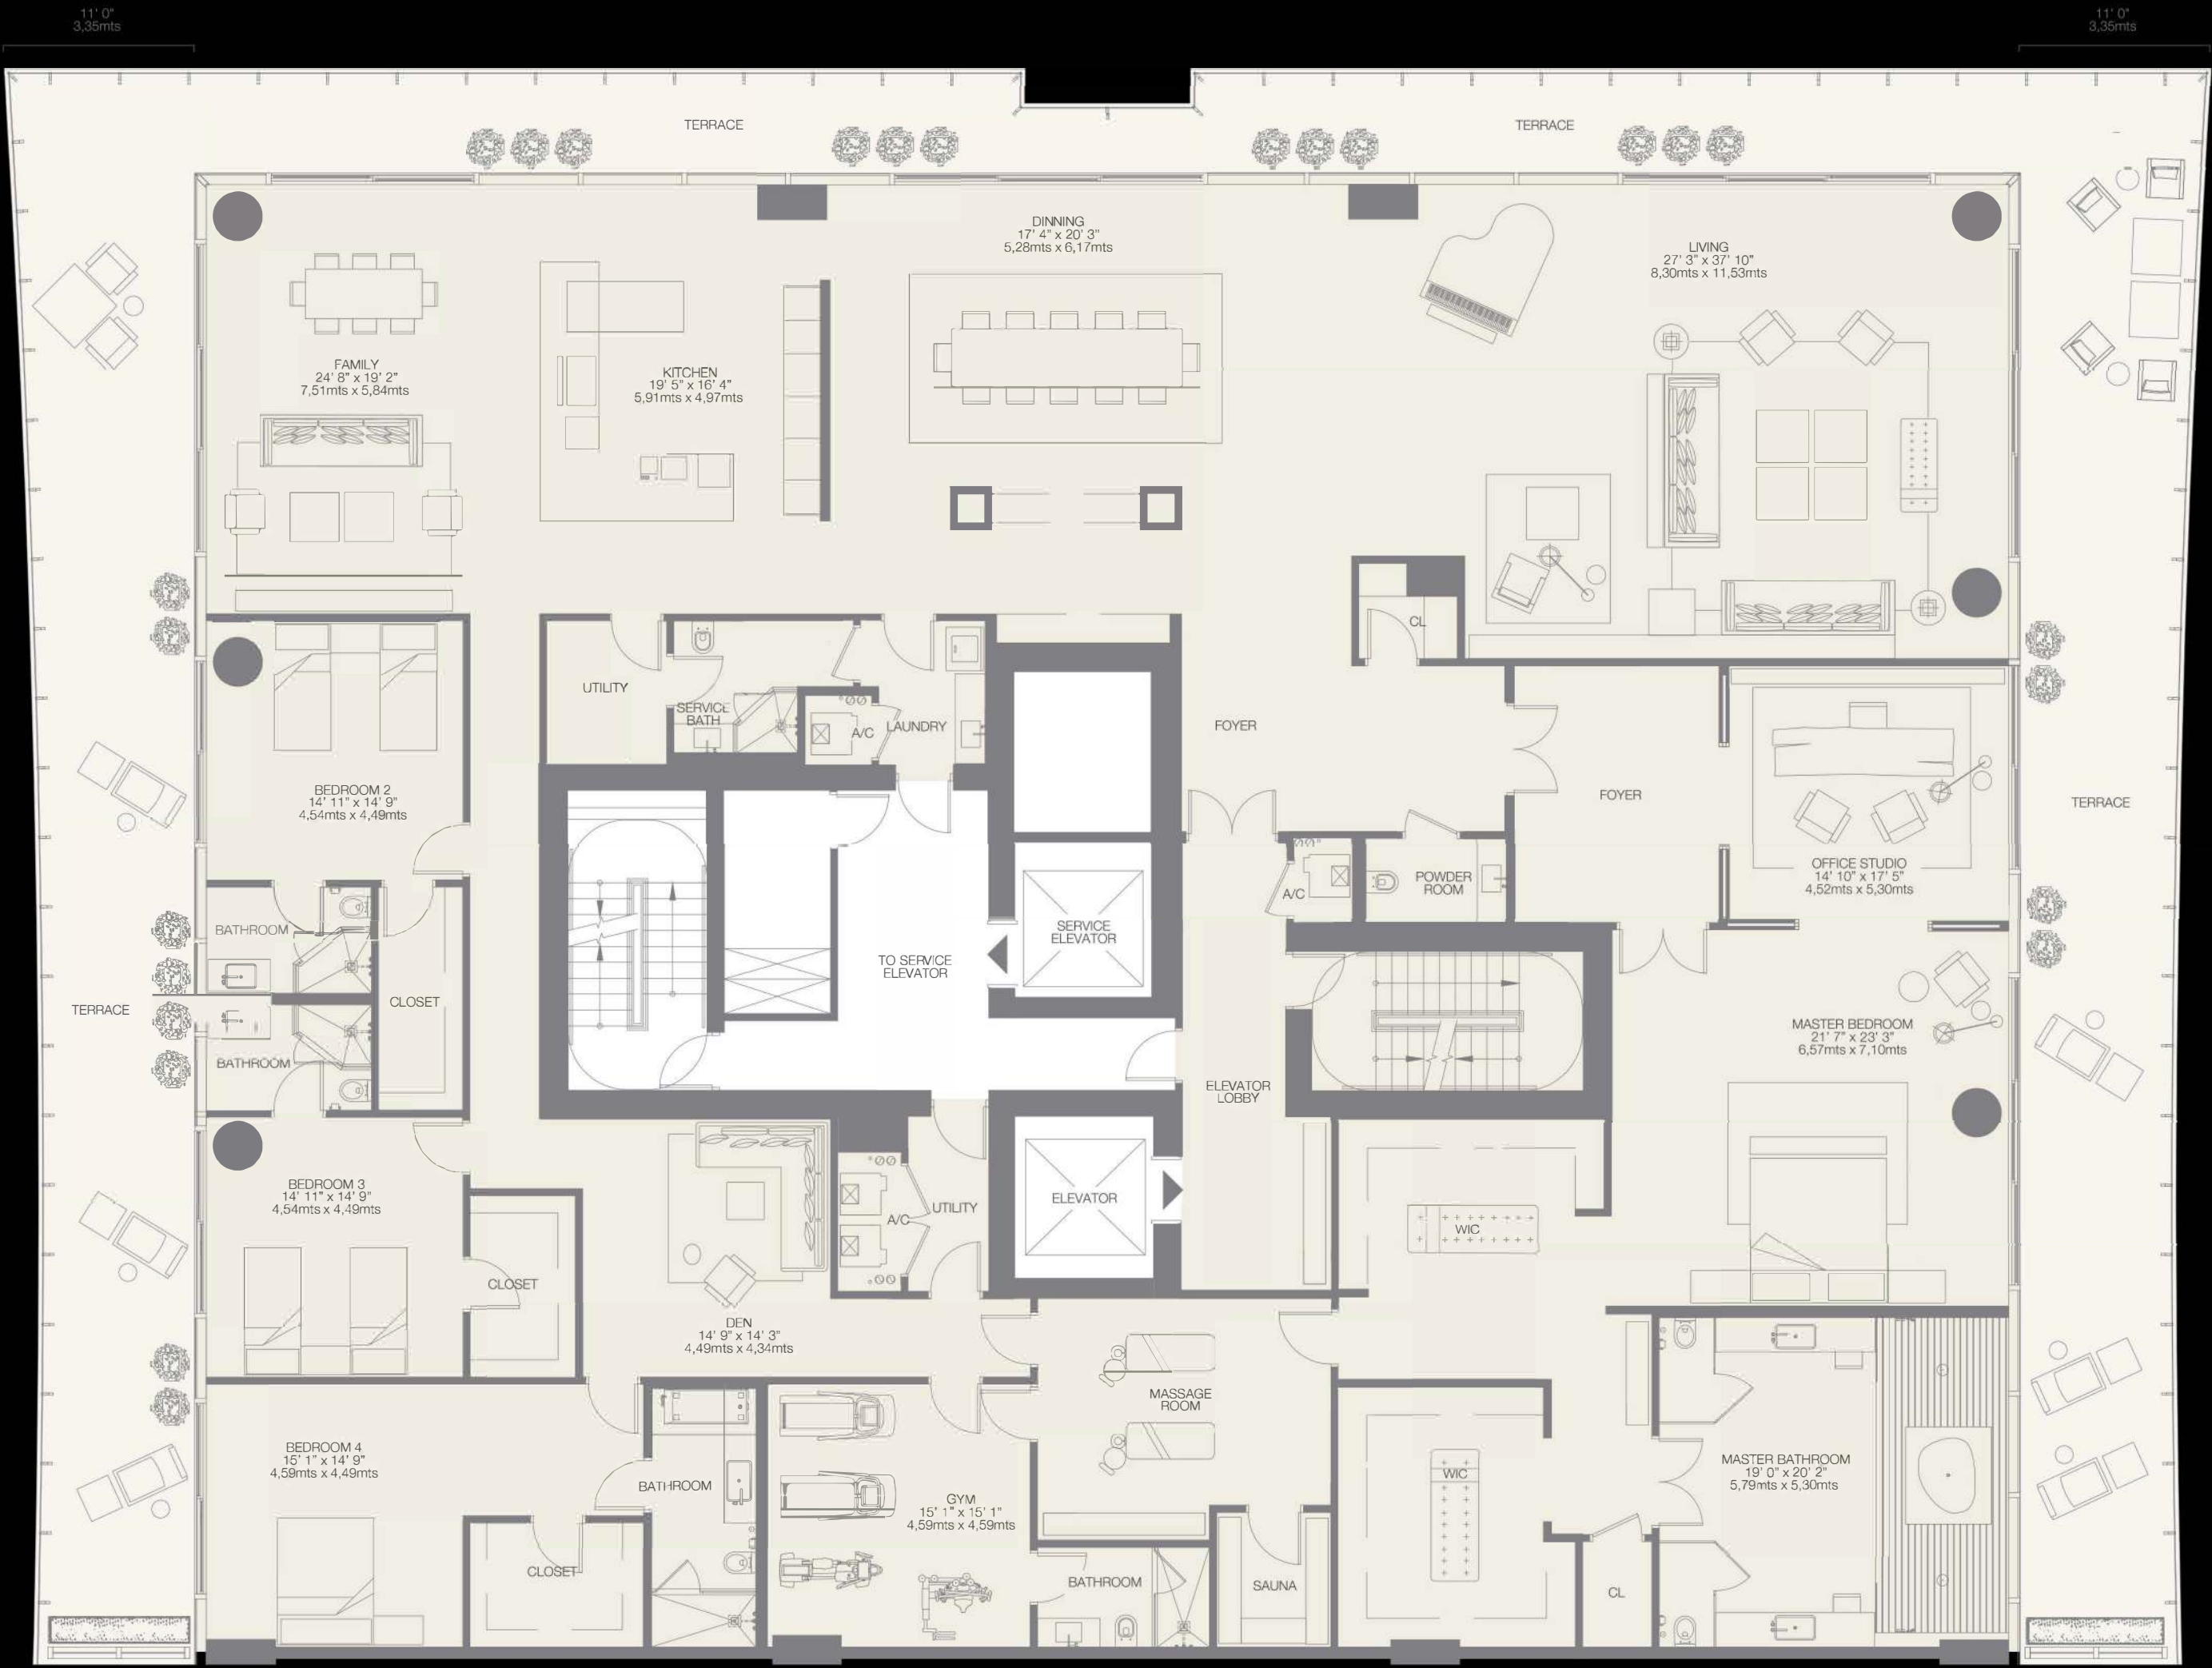 11' 0"
3,35mts
11' 0"
3,35mts
TERRACE
TERRACE
DINNING
17' 4" x 20' 3"
5,28mts x 6,17mts
LIVING
27' 3" x 37' 10"
8,30mts x 11,53mts
FAMILY
24' 8" x 19' 2"
7,51mts x 5,84mts
KITCHEN
19' 5" x 16' 4"
5,91mts x 4,97mts
CL
UTILITY
SERVICE
BATH
A/C
LAUNDRY
FOYER
BEDROOM 2
14' 11" x 14' 9"
4,54mts x 4,49mts
FOYER
TERRACE
OFFICE STUDIO
14' 10" x 17' 5"
4,52mts x 5,30mts
A/C
POWDER
ROOM
BATHROOM
SERVICE
ELEVATOR
TO SERVICE
ELEVATOR
TERRACE
CLOSET
MASTER BEDROOM
21' 7" x 23' 3"
6,57mts x 7,10mts
BATHROOM
ELEVATOR
LOBBY
BEDROOM 3
14' 11" x 14' 9"
4,54mts x 4,49mts
ELEVATOR
A/C
UTILITY
WIC
CLOSET
DEN
14' 9" x 14' 3"
4,49mts x 4,34mts
MASSAGE
ROOM
BEDROOM 4
15' 1" x 14' 9"
4,59mts x 4,49mts
BATHROOM
GYM
15' 1" x 15' 1"
4,59mts x 4,59mts
WIC
MASTER BATHROOM
19' 0" x 20' 2"
5,79mts x 5,30mts
CLOSET
BATHROOM
SAUNA
CL